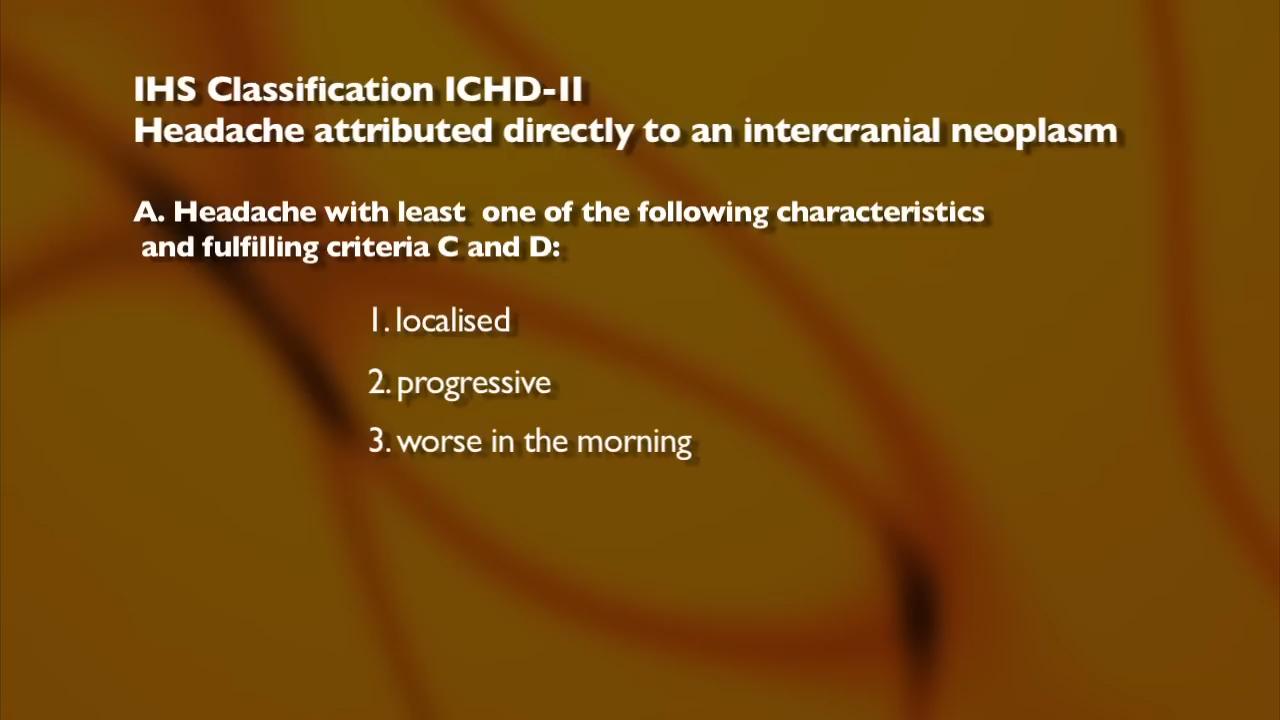 IHS Classification ICHD-II
Headache attributed directly to an intercranial neoplasm
A. Headache with least one of the following characteristics
and fulfilling criteria C and D:
1. localised
2. progressive
3. worse in the morning